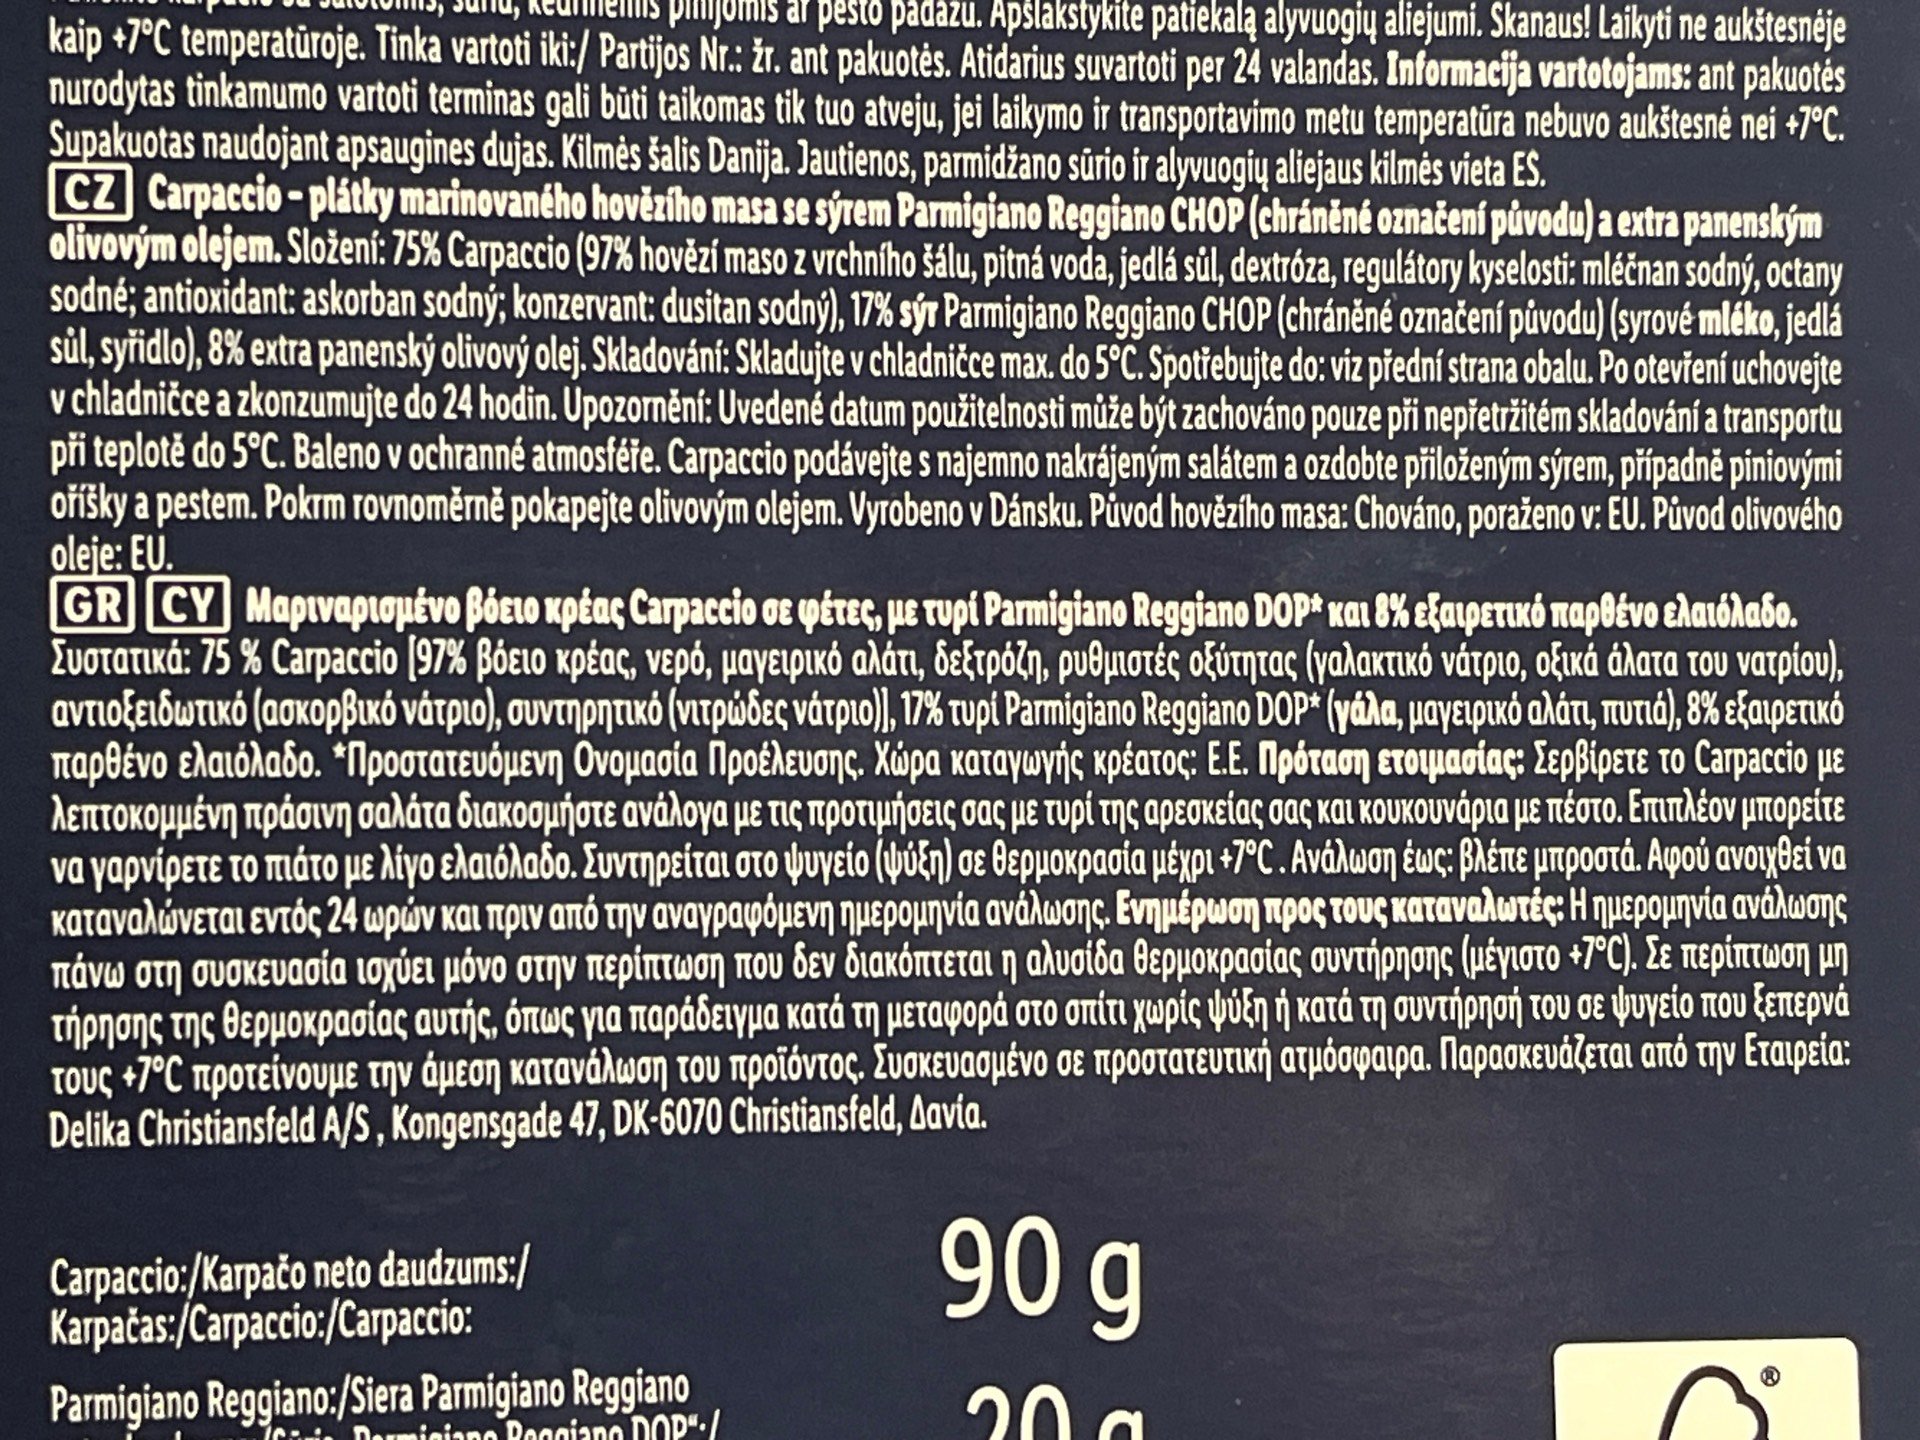 su salotomis, sūriu, kedrinėmis pinijomis ar pesto padažu. Apšlakstykite patiekalą alyvuogių aliejumi. Skanaus! Laikyti ne aukštesnėje
kaip +7°C temperatūroje. Tinka vartoti iki:/ Partijos Nr.: žr. ant pakuotės. Atidarius suvartoti per 24 valandas. Informacija vartotojams: ant pakuotės
nurodytas tinkamumo vartoti terminas gali būti taikomas tik tuo atveju, jei laikymo ir transportavimo metu temperatūra nebuvo aukštesnė nei +7°C.
Supakuotas naudojant apsaugines dujas. Kilmės šalis Danija. Jautienos, parmidžano sūrio ir alyvuogių aliejaus kilmės vieta ES.
CZ Carpaccio - plátky marinovaného hovězího masa se sýrem Parmigiano Reggiano CHOP (chráněné označení původu) a extra panenským
olivovým olejem. Složení: 75% Carpaccio (97% hovězí maso z vrchního šálu, pitná voda, jedlá sůl, dextróza, regulátory kyselosti: mléčnan sodný, octany
sodné; antioxidant: askorban sodný; konzervant: dusitan sodný), 17% sýr Parmigiano Reggiano CHOP (chráněné označení původu) (syrové mléko, jedlá
sůl, syřidlo), 8% extra panenský olivový olej. Skladování: Skladujte v chladničce max. do 5°C. Spotřebujte do: viz přední strana obalu. Po otevření uchovejte
v chladničce a zkonzumujte do 24 hodin. Upozornění: Uvedené datum použitelnosti může být zachováno pouze při nepřetržitém skladování a transportu
při teplotě do 5°C. Baleno v ochranné atmosféře. Carpaccio podávejte s najemno nakrájeným salátem a ozdobte přiloženým sýrem, případně piniovými
oříšky a pestem. Pokrm rovnoměrně pokapejte olivovým olejem. Vyrobeno v Dánsku. Původ hovězího masa: Chováno, poraženo v: EU. Původ olivového
oleje: EU.
GR CY Μαριναρισμένο βόειο κρέας Carpaccio σε φέτες, με τυρί Parmigiano Reggiano DOP* και 8% εξαιρετικό παρθένο ελαιόλαδο.
Συστατικά: 75 % Carpaccio [97% βόειο κρέας, νερό, μαγειρικό αλάτι, δεξτρόζη, ρυθμιστές οξύτητας (γαλακτικό νάτριο, οξικά άλατα του νατρίου),
αντιοξειδωτικό (ασκορβικό νάτριο), συντηρητικό (νιτρώδες νάτριο)], 17% τυρί Parmigiano Reggiano DOP* (γάλα, μαγειρικό αλάτι, πυτιά), 8% εξαιρετικό
παρθένο ελαιόλαδο. *Προστατευόμενη Ονομασία Προέλευσης. Χώρα καταγωγής κρέατος: Ε.Ε. Πρόταση ετοιμασίας: Σερβίρετε το Carpaccio με
λεπτοκομμένη πράσινη σαλάτα διακοσμήστε ανάλογα με τις προτιμήσεις σας με τυρί της αρεσκείας σας και κουκουνάρια με πέστο. Επιπλέον μπορείτε
να γαρνίρετε το πιάτο με λίγο ελαιόλαδο. Συντηρείται στο ψυγείο (ψύξη) σε θερμοκρασία μέχρι +7°C . Ανάλωση έως: βλέπε μπροστά. Αφού ανοιχθεί να
καταναλώνεται εντός 24 ωρών και πριν από την αναγραφόμενη ημερομηνία ανάλωσης. Ενημέρωση προς τους καταναλωτές: Η ημερομηνία ανάλωσης
πάνω στη συσκευασία ισχύει μόνο στην περίπτωση που δεν διακόπτεται η αλυσίδα θερμοκρασίας συντήρησης (μέγιστο +7°C). Σε περίπτωση μη
τήρησης της θερμοκρασίας αυτής, όπως για παράδειγμα κατά τη μεταφορά στο σπίτι χωρίς ψύξη ή κατά τη συντήρησή του σε ψυγείο που ξεπερνά
τους +7°C προτείνουμε την άμεση κατανάλωση του προϊόντος. Συσκευασμένο σε προστατευτική ατμόσφαιρα. Παρασκευάζεται από την Εταιρεία:
Delika Christiansfeld A/S , Kongensgade 47, DK-6070 Christiansfeld, Δανία.
Carpaccio:/Karpačo neto daudzums:/
Karpačas:/Carpaccio:/Carpaccio:
90 g
Parmigiano Reggiano:/Siera Parmigiano Reggiano
Parmigiano Reggiano DOP“:/
20 g
®